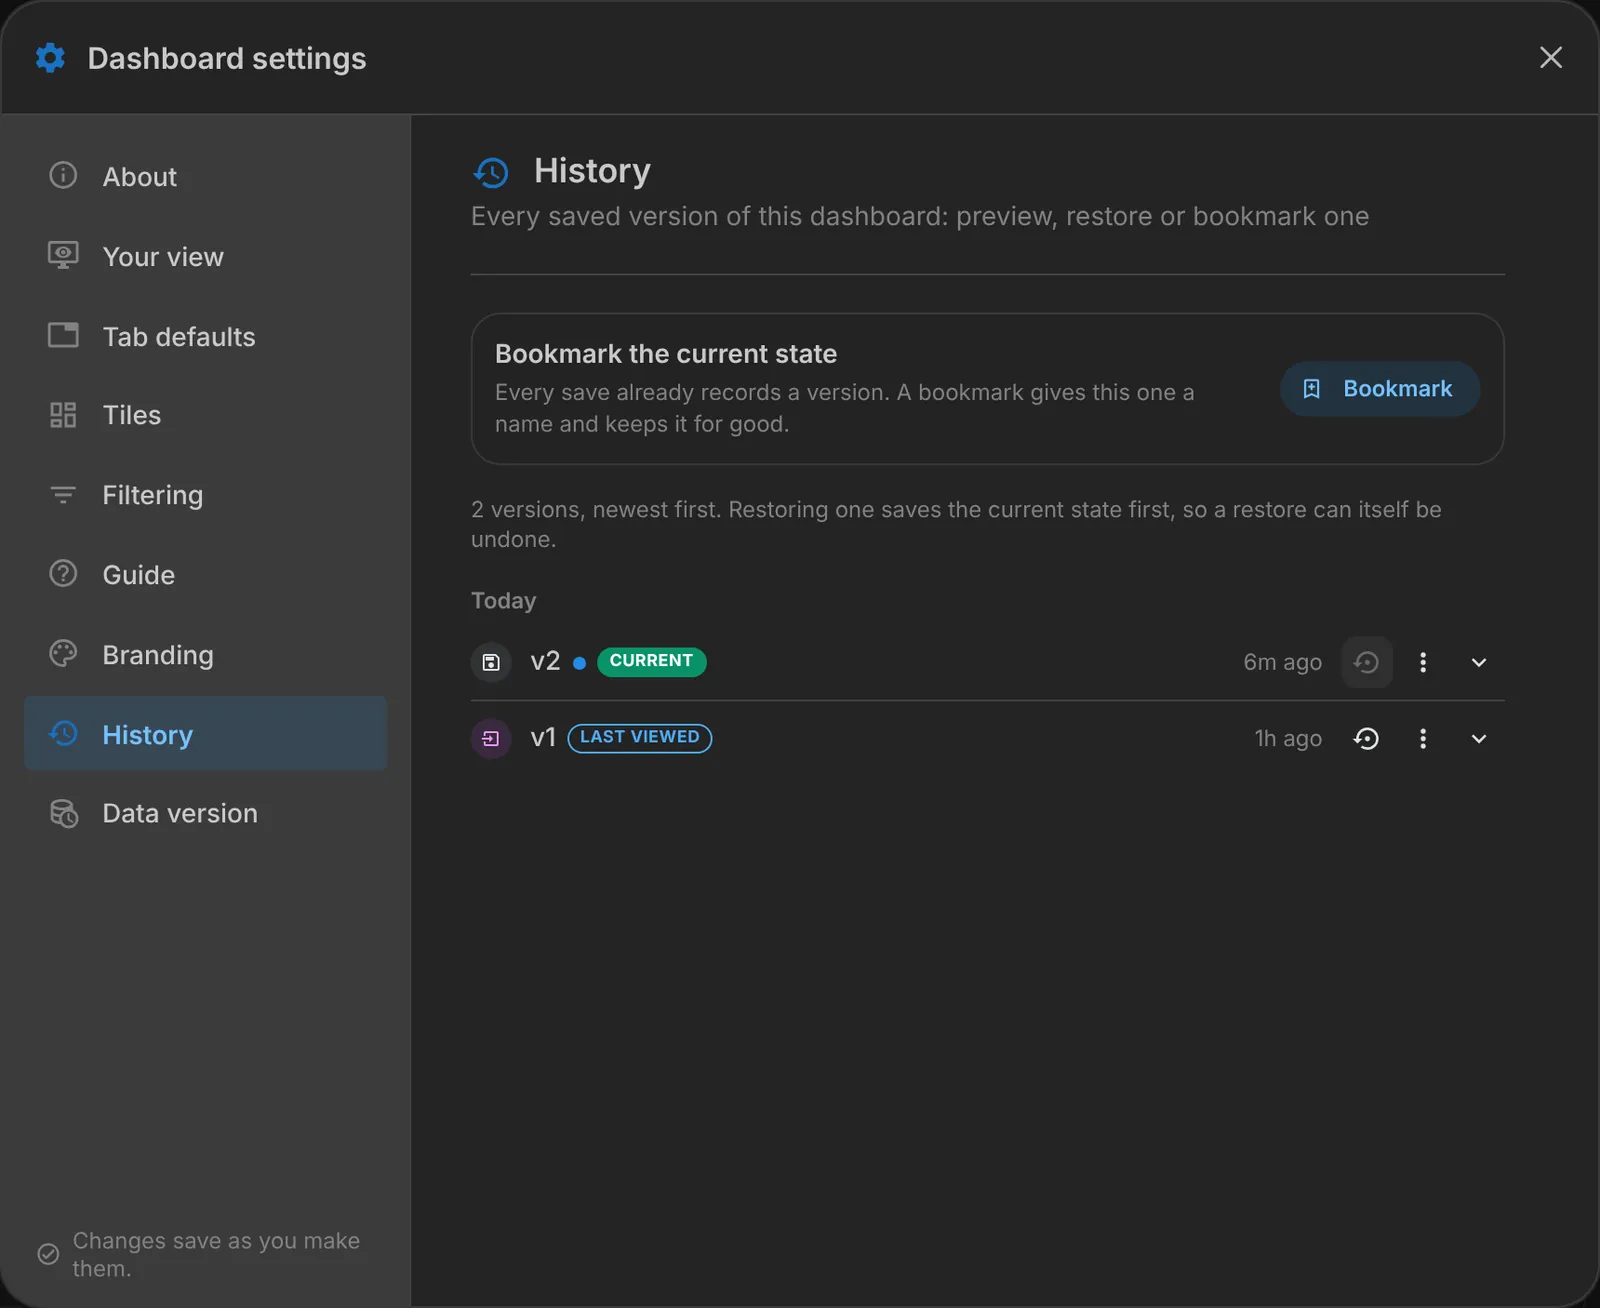 Dashboard settings
About
Your view
Tab defaults
Tiles
Filtering
Guide
Branding
History
Data version
Changes save as you make
them.
History
Every saved version of this dashboard: preview, restore or bookmark one
Bookmark the current state
Every save already records a version. A bookmark gives this one a
name and keeps it for good.
Bookmark
2 versions, newest first. Restoring one saves the current state first, so a restore can itself be
undone.
Today
v2 CURRENT 6m ago
v1 LAST VIEWED 1h ago